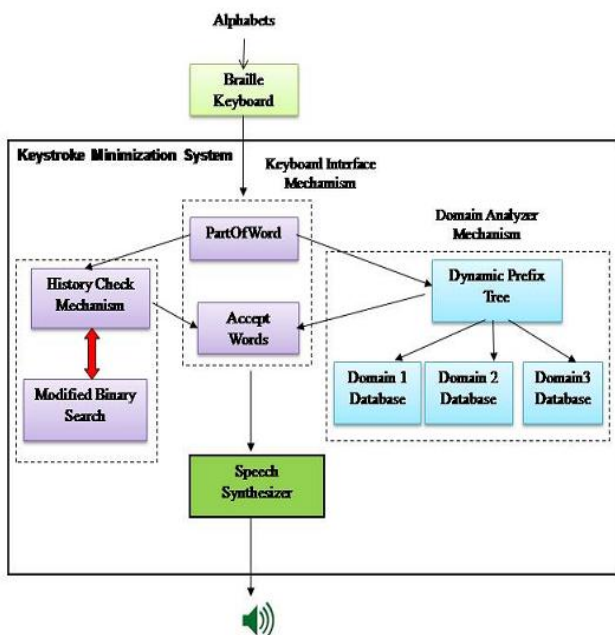 Alphabets
Braille
Keyboard
Keystroke Minimization System
Keyboard Interface
Mechamism
PartOfWord
Domain Analyzer
Mechanism
History Check
Mechanism
Dynamic Prefix
Tree
Accept
Words
Modified Binary
Search
Domain 1
Database
Domain 2
Database
Domain3
Database
Speech
Synthesizer